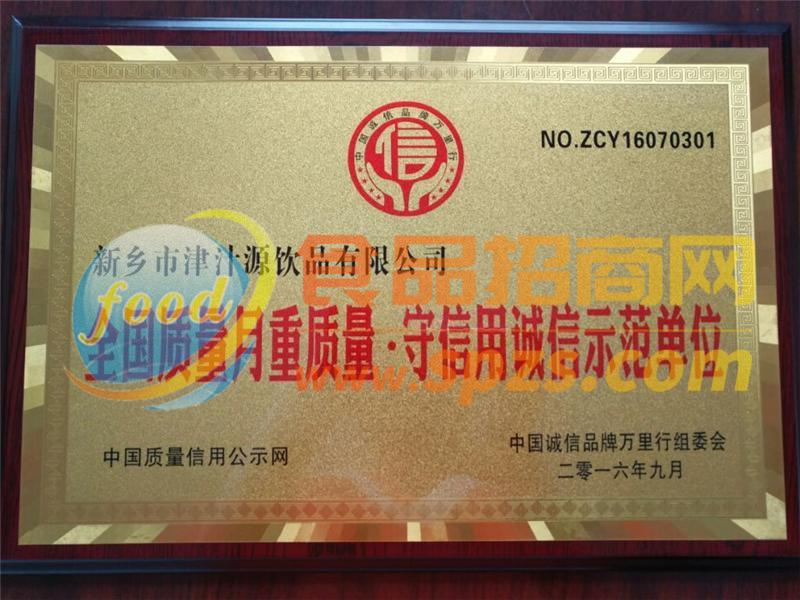 中国诚信品牌万里行
信
NO.ZCY16070301
新乡市津汁源饮品有限公司
食品招商网
food
全国质量月重质量·守信用诚信示范单位
www.spzs.com
中国质量信用公示网
中国诚信品牌万里行组委会
二零一六年九月